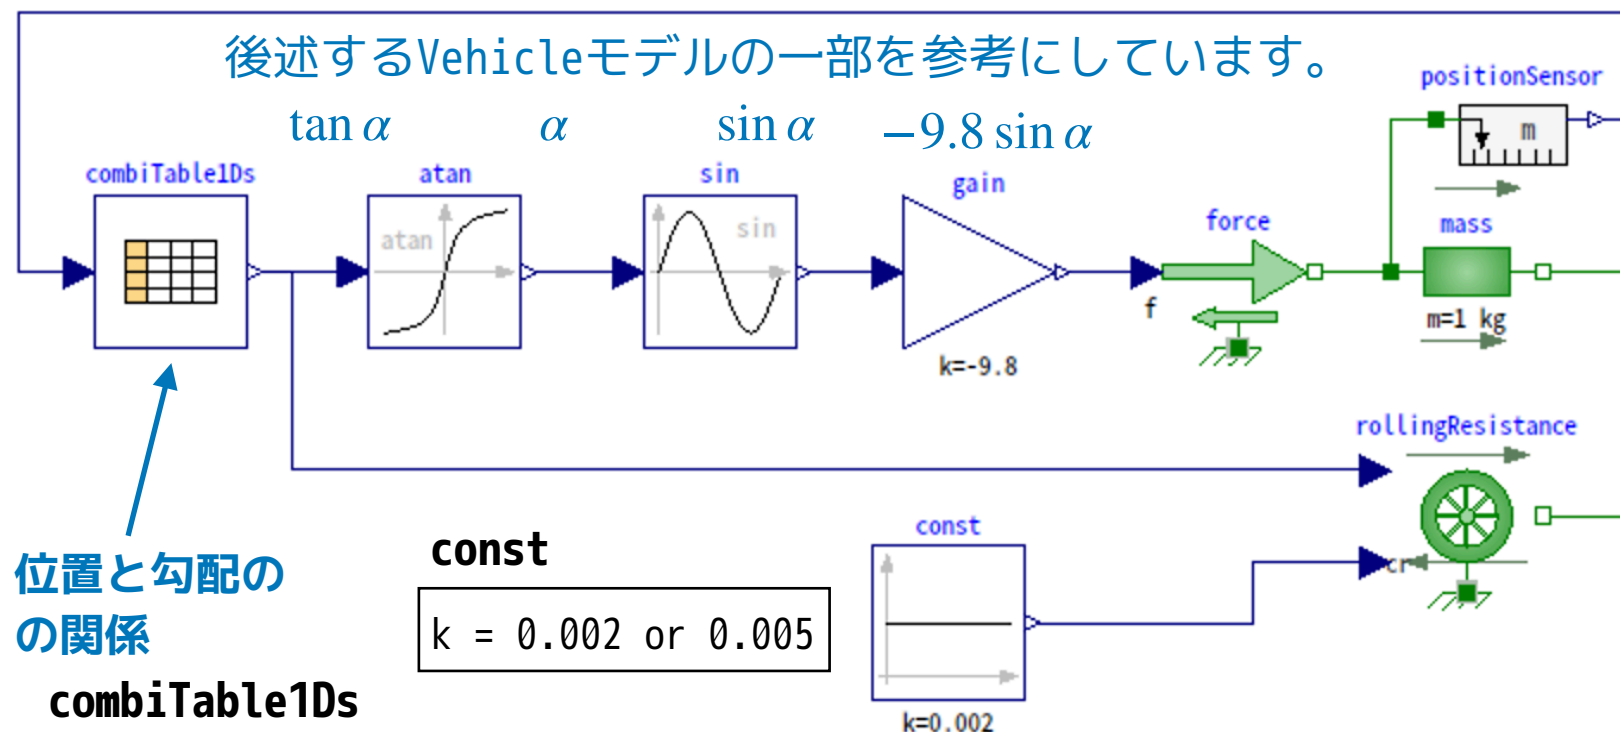 後述するVehicleモデルの一部を参考にしています。
positionSensor
tan α
α
sin α
−9.8 sin α
m
combiTable1Ds
atan
sin
gain
force
mass
atan
sin
f
k=-9.8
m=1 kg
rollingResistance
位置と勾配の
の関係
combiTable1Ds
const
k = 0.002 or 0.005
const
cr
k=0.002